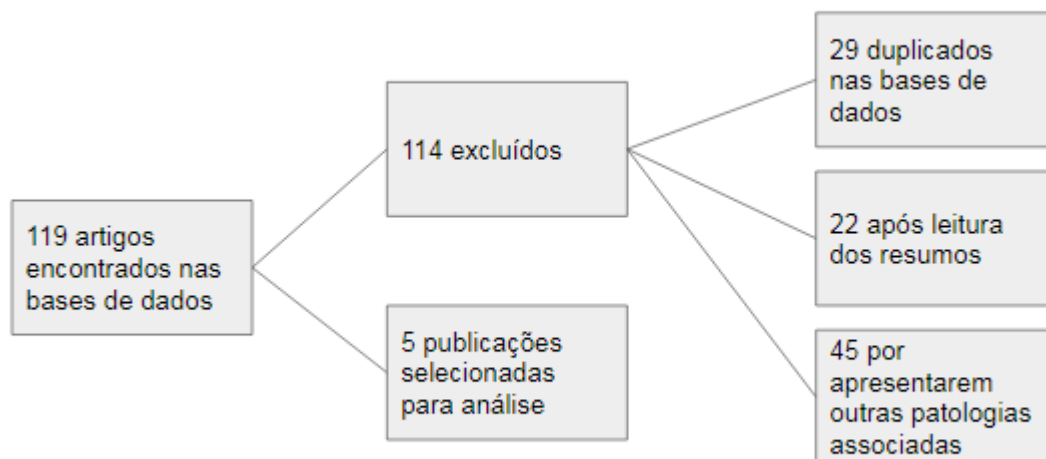 119 artigos
encontrados nas
bases de dados
114 excluídos
5 publicações
selecionadas
para análise
29 duplicados
nas bases de
dados
22 após leitura
dos resumos
45 por
apresentarem
outras patologias
associadas